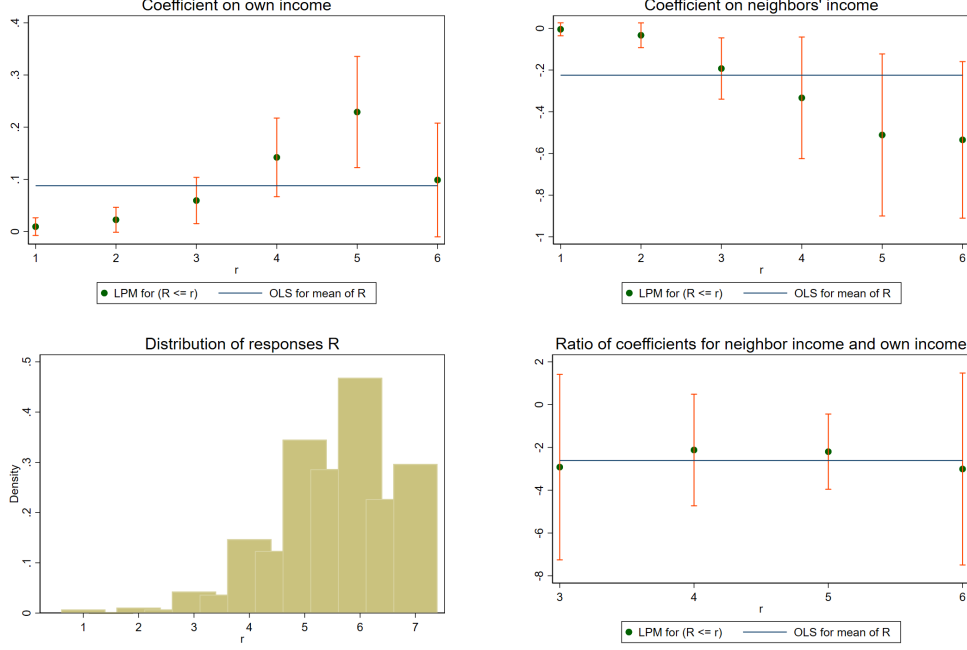 Coefficient on own income
.4
.3
.2
.1
0
1 2 3 4 5 6
r
LPM for (R <= r) OLS for mean of R
Coefficient on neighbors' income
0
-.2
-.4
-.6
-.8
-1
1 2 3 4 5 6
r
LPM for (R <= r) OLS for mean of R
Distribution of responses R
Density
.5
.4
.3
.2
.1
0
1 2 3 4 5 6 7
r
Ratio of coefficients for neighbor income and own income
2
0
-2
-4
-6
-8
3 4 5 6
r
LPM for (R <= r) OLS for mean of R